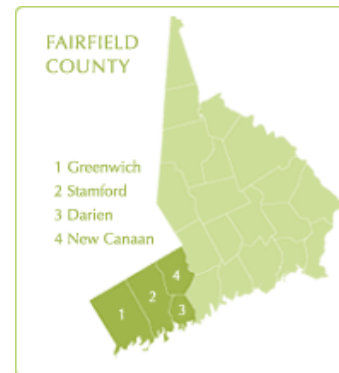 FAIRFIELD
COUNTY
1 Greenwich
2 Stamford
3 Darien
4 New Canaan
4
2
1
3